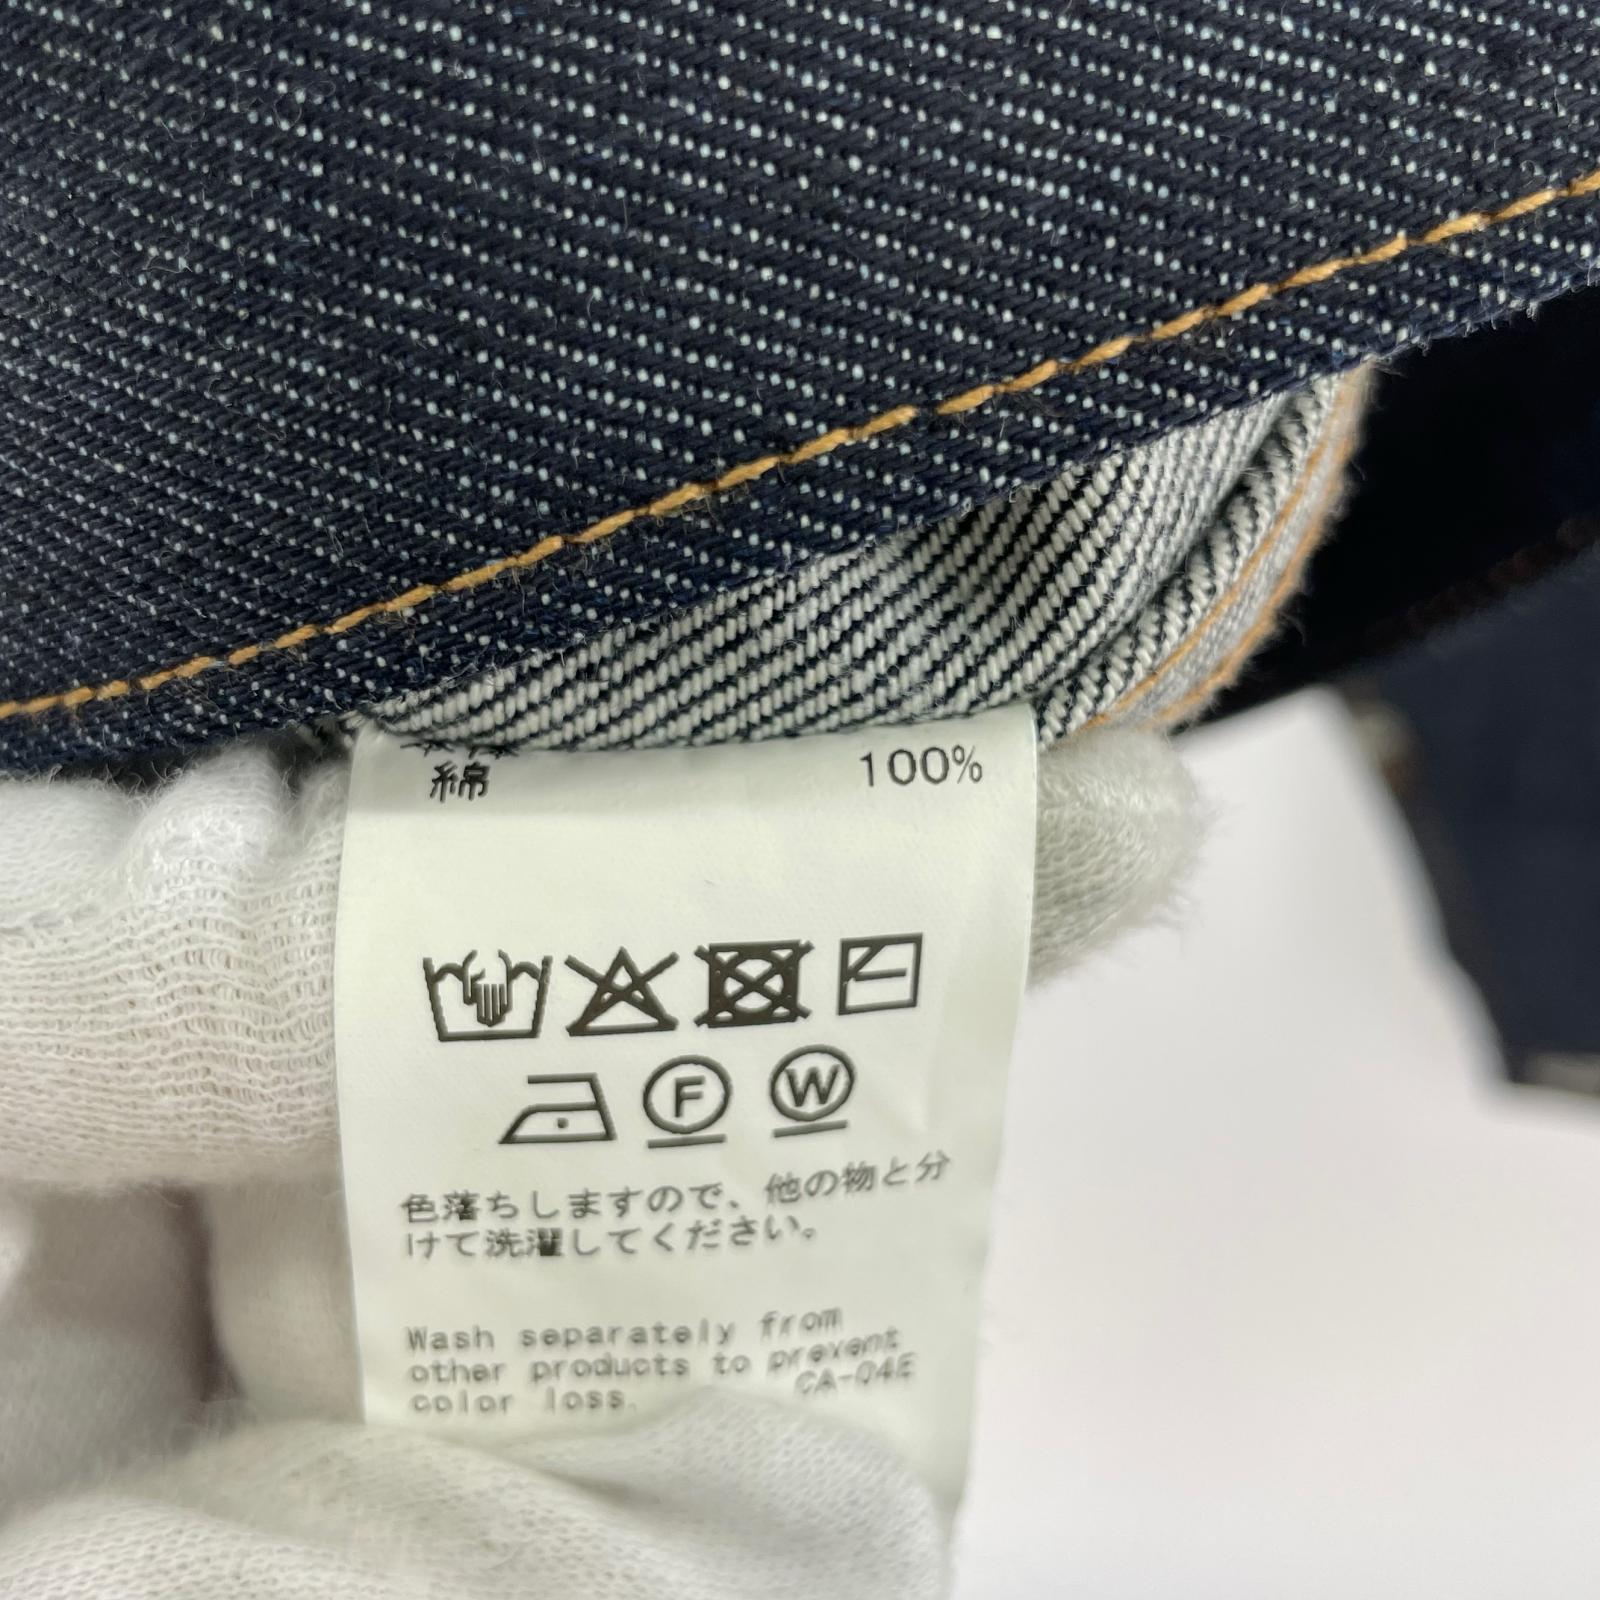 綿 100%
F W
色落ちしますので、他の物と分
けて洗濯してください。
Wash separately from
other products to prevent
color loss.
CA-04E